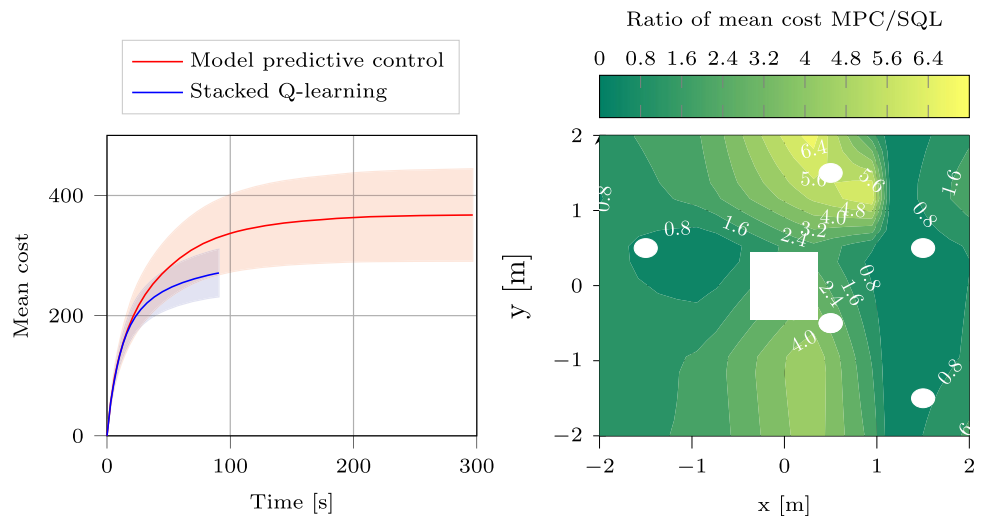 Model predictive control
Stacked Q-learning
Mean cost
400
200
0
0 100 200 300
Time [s]
Ratio of mean cost MPC/SQL
0 0.8 1.6 2.4 3.2 4 4.8 5.6 6.4
y [m]
2
1
0
−1
−2
−2 −1 0 1 2
x [m]
6.4
5.6
5.6
1.6
0.8
4.8
4.0
0.8
0.8
1.6
3.2
2.4
0.8
2.4
1.6
4.0
0.8